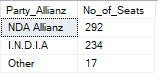 Party_Allianz No_of_Seats
NDA Allianz 292
I.N.D.I.A 234
Other 17